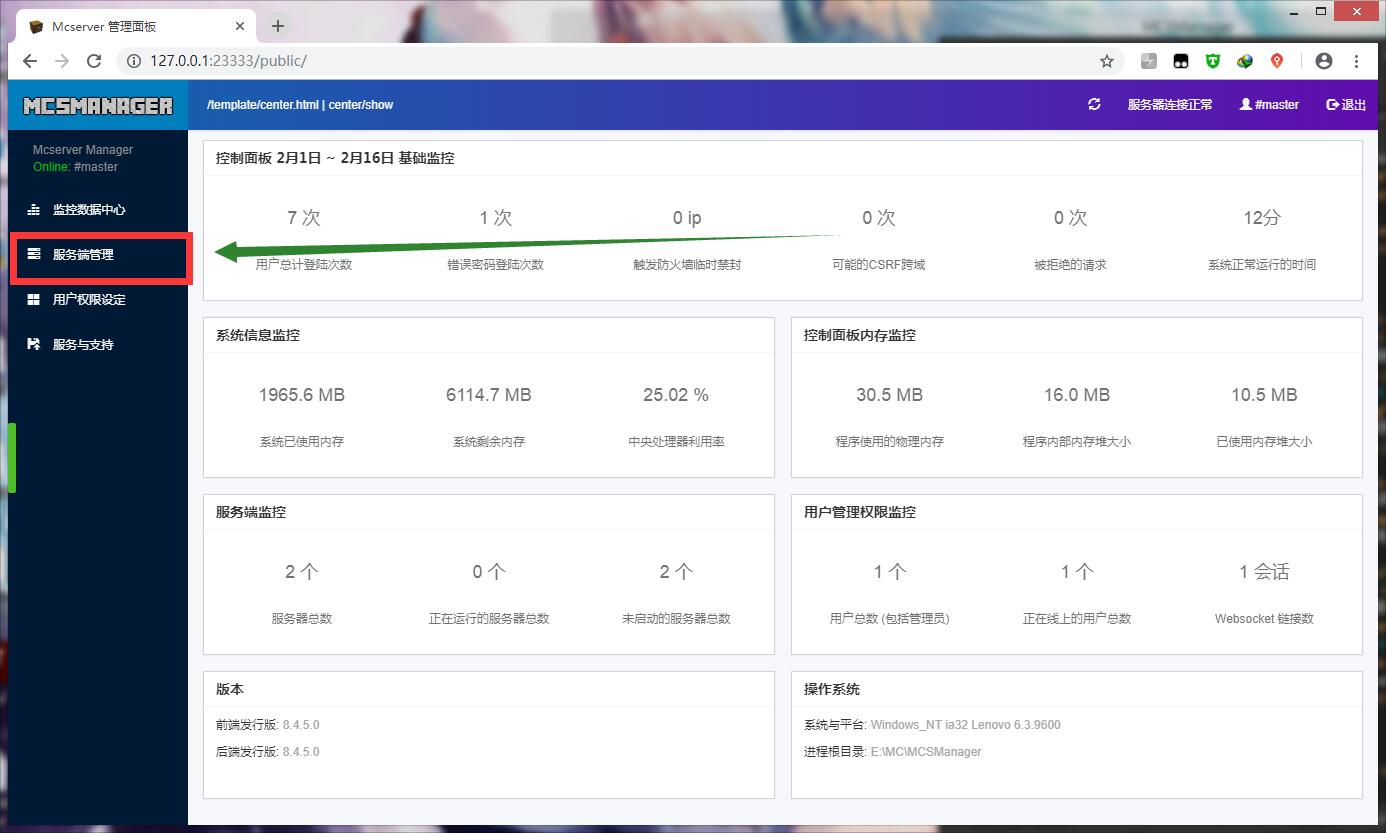 Mcserver 管理面板
127.0.0.1:23333/public/
MCSMANAGER
/template/center.html | center/show
服务器连接正常
#master
退出
Mcserver Manager
Online: #master
监控数据中心
服务端管理
用户权限设定
服务与支持
控制面板 2月1日 ~ 2月16日 基础监控
7 次
1 次
0 ip
0 次
0 次
12分
用户总计登陆次数
错误密码登陆次数
触发防火墙临时禁封
可能的CSRF跨域
被拒绝的请求
系统正常运行的时间
系统信息监控
1965.6 MB
6114.7 MB
25.02 %
系统已使用内存
系统剩余内存
中央处理器利用率
控制面板内存监控
30.5 MB
16.0 MB
10.5 MB
程序使用的物理内存
程序内部内存堆大小
已使用内存堆大小
服务端监控
2 个
0 个
2 个
服务器总数
正在运行的服务器总数
未启动的服务器总数
用户管理权限监控
1 个
1 个
1 会话
用户总数 (包括管理员)
正在线上的用户总数
Websocket 链接数
版本
前端发行版: 8.4.5.0
后端发行版: 8.4.5.0
操作系统
系统与平台: Windows_NT ia32 Lenovo 6.3.9600
进程根目录: E:\MC\MCSManager